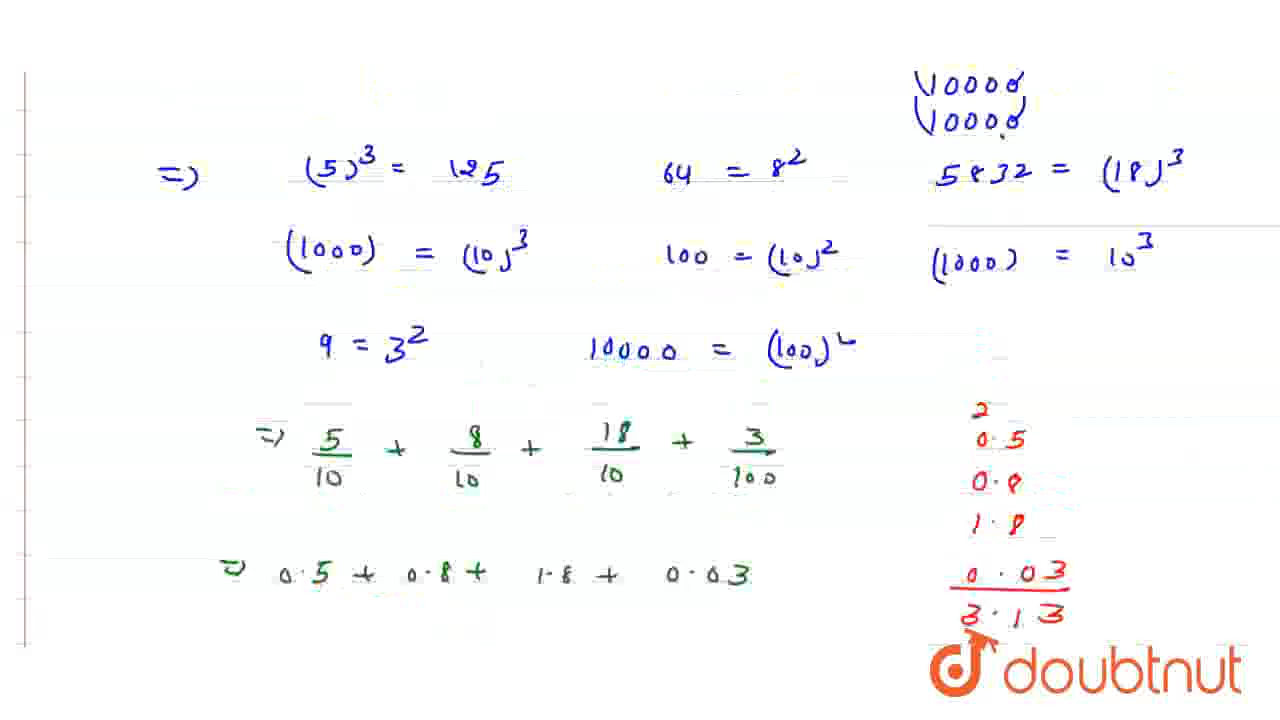 10000
10000
=> (5)³ = 125 64 = 8² 5832 = (18)³
(1000) = (10)³ 100 = (10)² (1000) = 10³
9 = 3² 10000 = (100)²
=> 5/10 + 8/10 + 18/10 + 3/100
=> 0.5 + 0.8 + 1.8 + 0.03
2
0.5
0.8
1.8
0.03
3.13
doubtnut